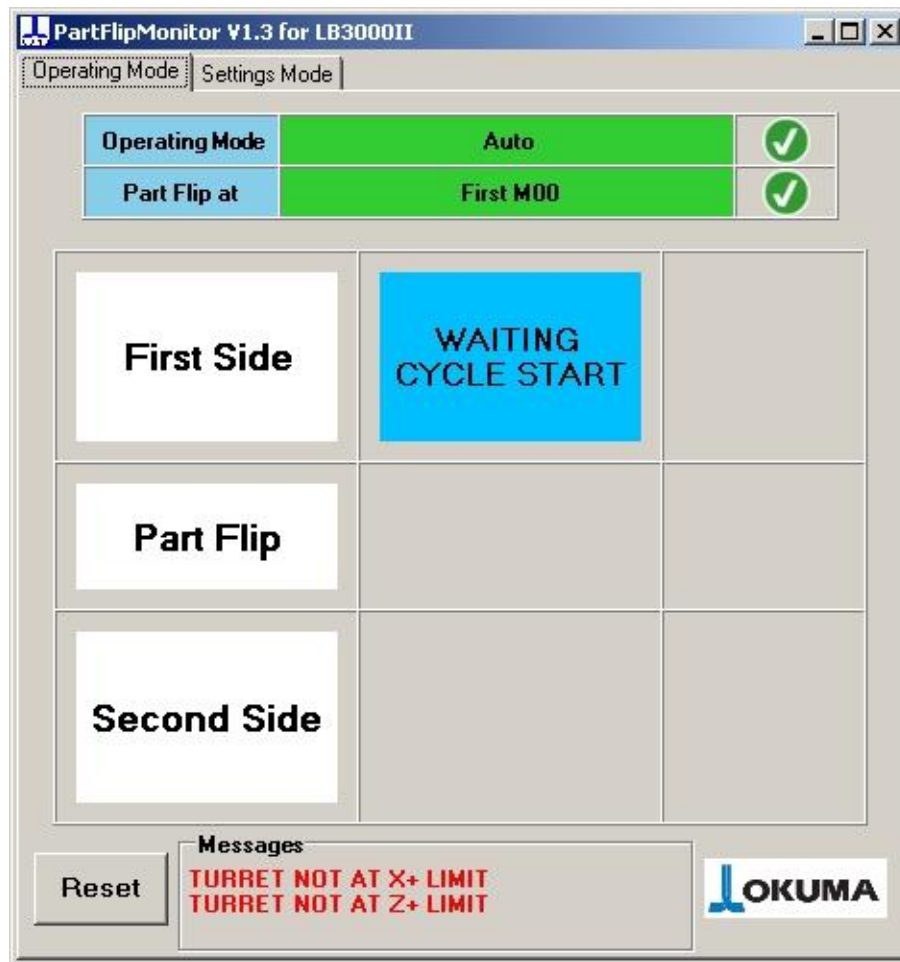 PartFlipMonitor V1.3 for LB3000II
Operating Mode Settings Mode
Operating Mode Auto
Part Flip at First M00
First Side
WAITING
CYCLE START
Part Flip
Second Side
Messages
Reset
TURRET NOT AT X+ LIMIT
TURRET NOT AT Z+ LIMIT
OKUMA